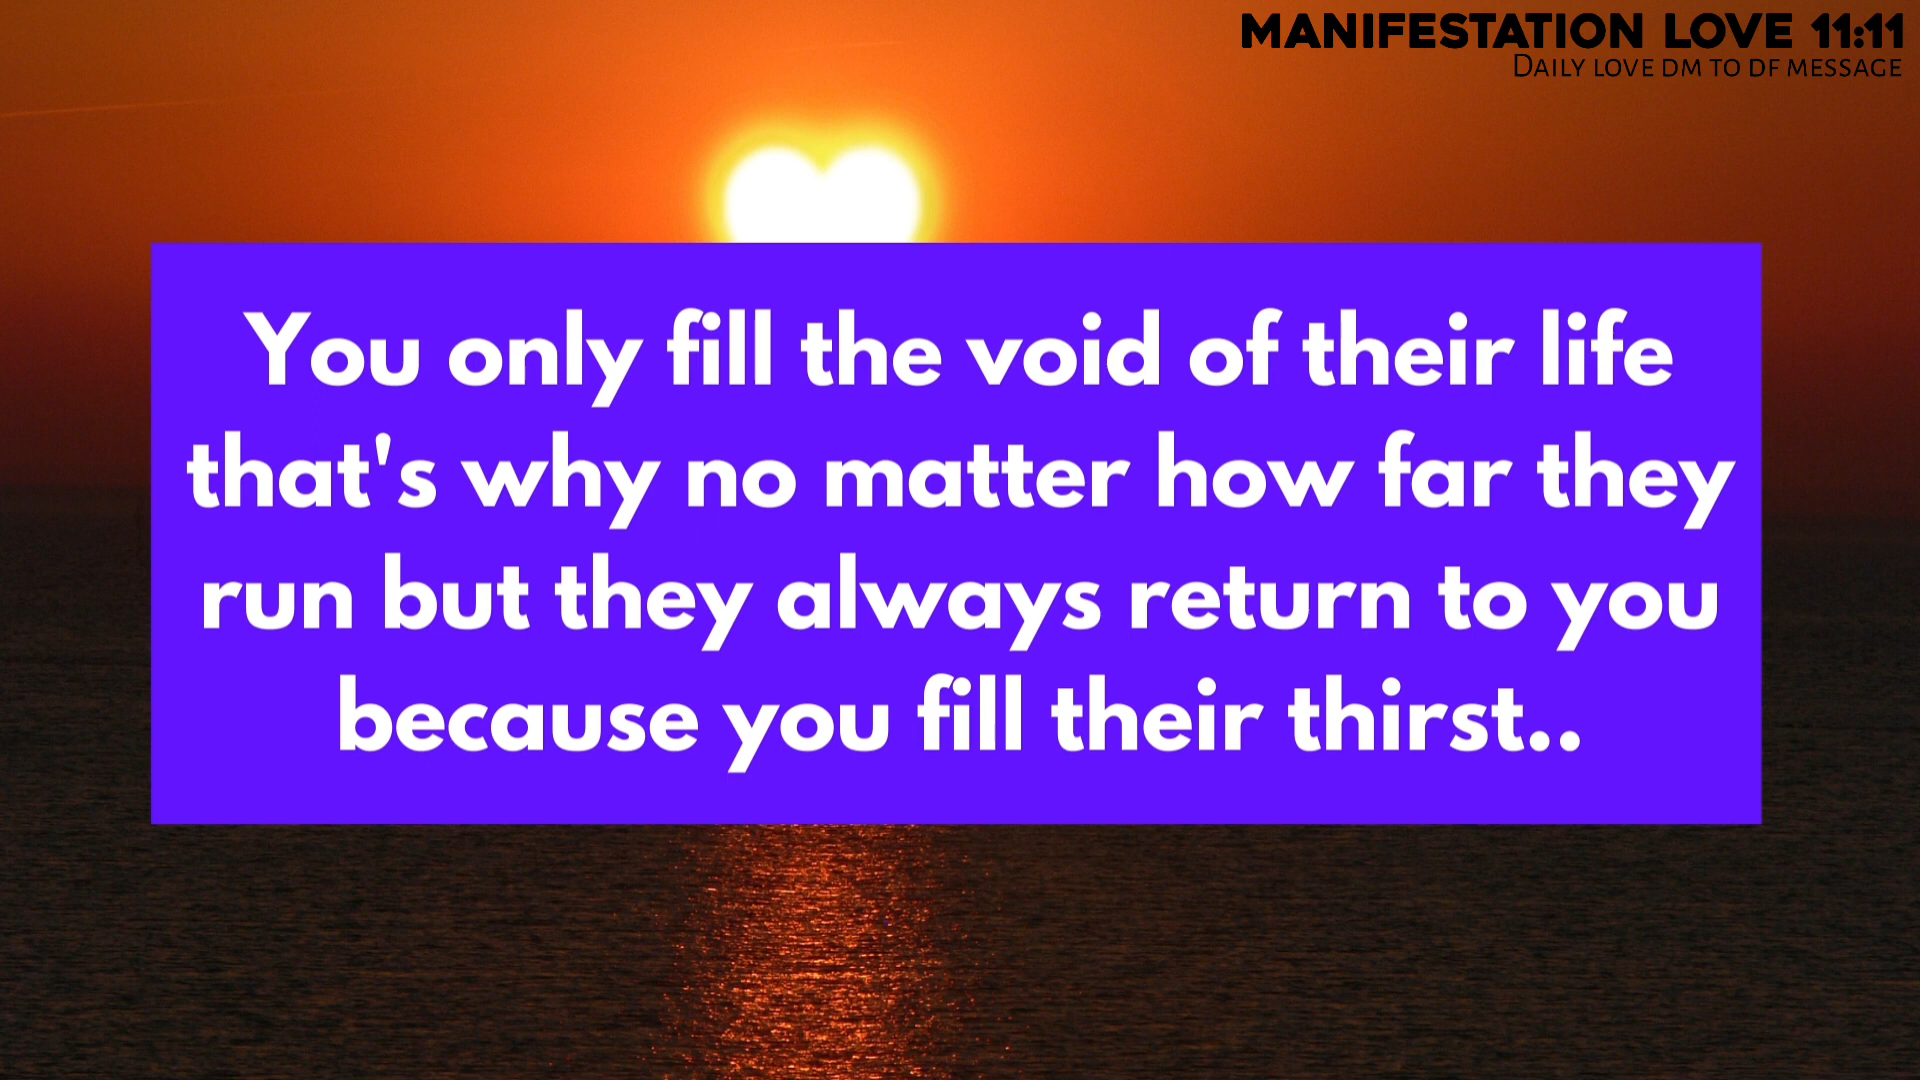 MANIFESTATION LOVE 11:11
DAILY LOVE DM TO DF MESSAGE
You only fill the void of their life
that's why no matter how far they
run but they always return to you
because you fill their thirst..